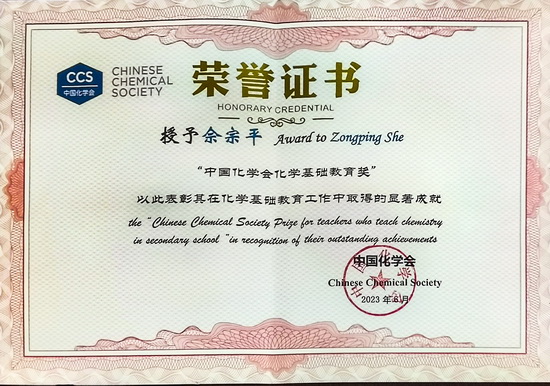 CCS
中国化学会
CHINESE
CHEMICAL
SOCIETY
荣誉证书
HONORARY CREDENTIAL
授予佘宗平 Award to Zongping She
“中国化学会化学基础教育奖”
以此表彰其在化学基础教育工作中取得的显著成就
the “Chinese Chemical Society Prize for teachers who teach chemistry
in secondary school ”in recognition of their outstanding achievements
中国化学会
Chinese Chemical Society
2023 年 8 月